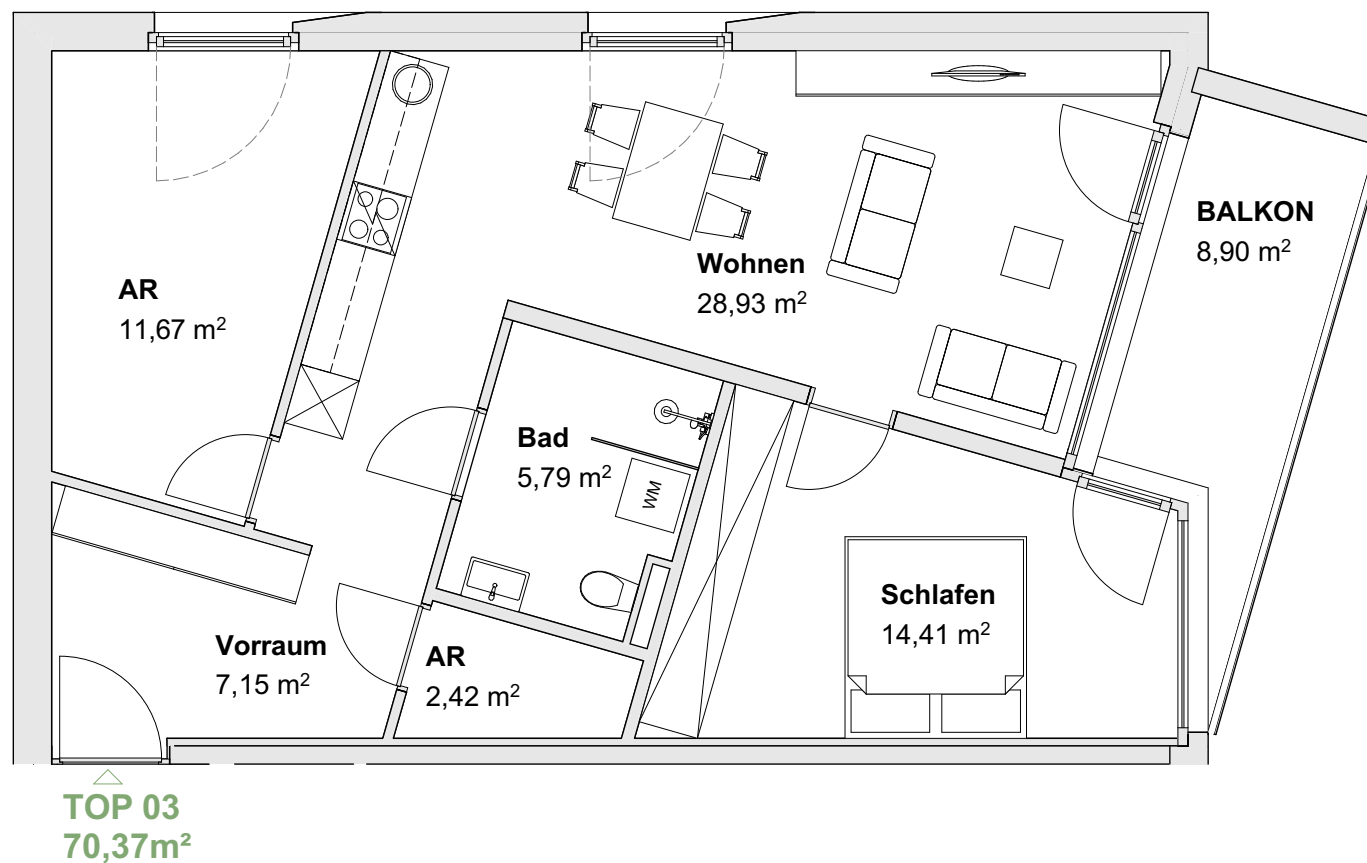 BALKON
8,90 m²
Wohnen
28,93 m²
AR
11,67 m²
Bad
5,79 m²
WM
Schlafen
14,41 m²
Vorraum
7,15 m²
AR
2,42 m²
TOP 03
70,37m²